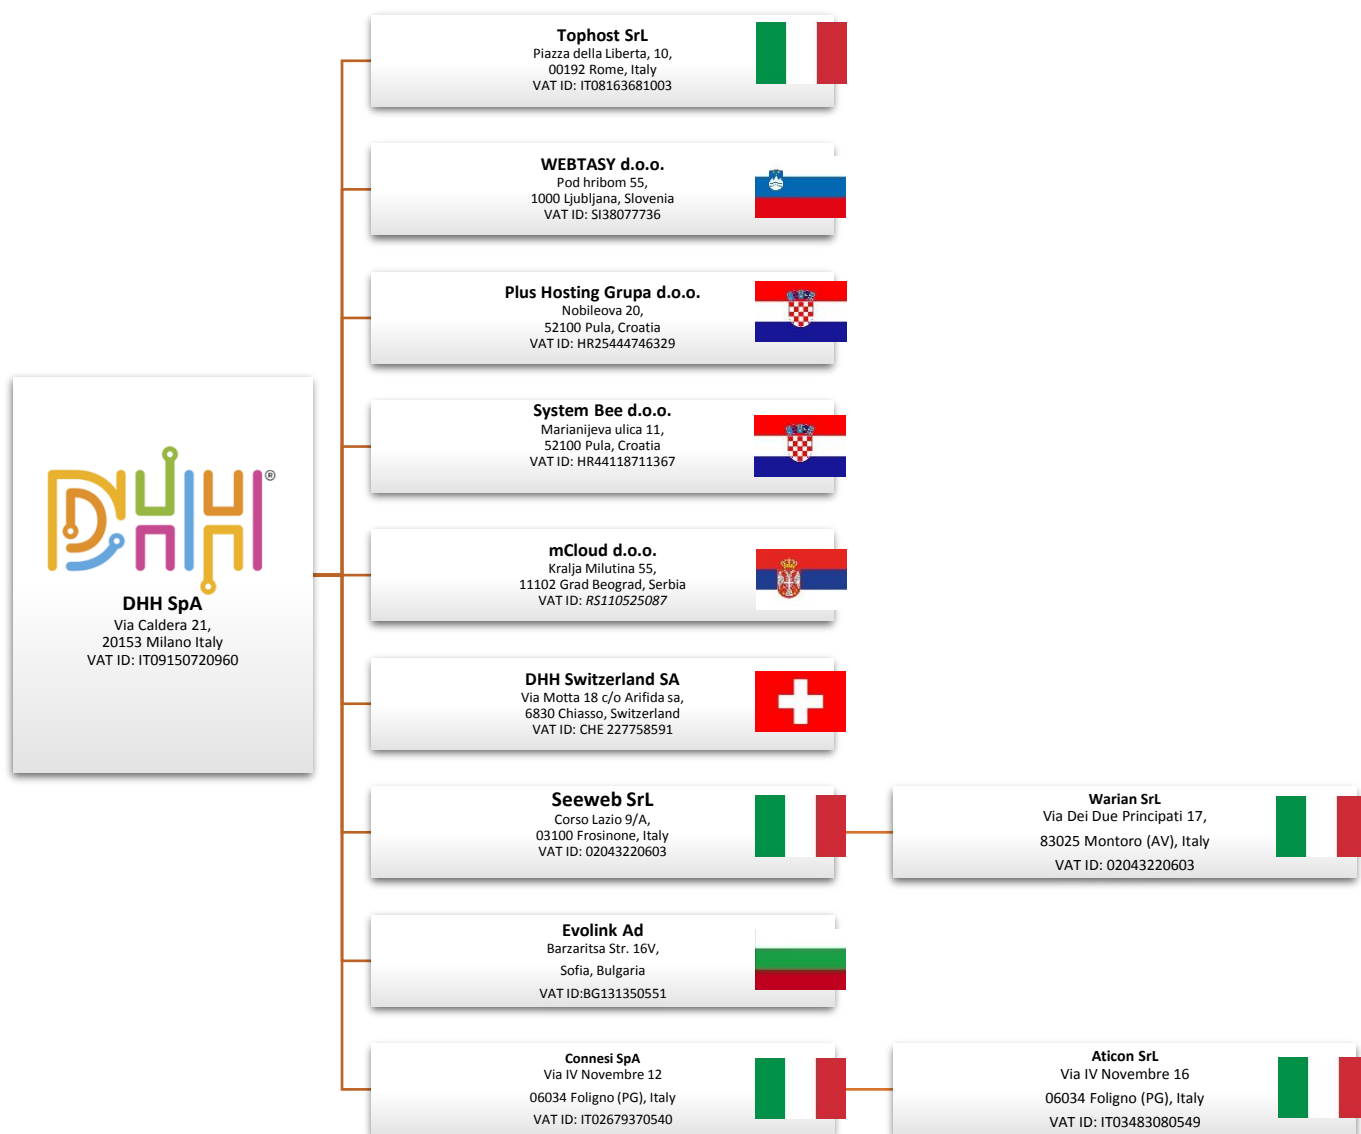 Tophost SrL
Piazza della Liberta, 10,
00192 Rome, Italy
VAT ID: IT08163681003
WEBTASY d.o.o.
Pod hribom 55,
1000 Ljubljana, Slovenia
VAT ID: SI38077736
Plus Hosting Grupa d.o.o.
Nobileova 20,
52100 Pula, Croatia
VAT ID: HR25444746329
System Bee d.o.o.
Marianijeva ulica 11,
52100 Pula, Croatia
VAT ID: HR44118711367
DHH®
DHH SpA
Via Caldera 21,
20153 Milano Italy
VAT ID: IT09150720960
mCloud d.o.o.
Kralja Milutina 55,
11102 Grad Beograd, Serbia
VAT ID: RS110525087
DHH Switzerland SA
Via Motta 18 c/o Arifida sa,
6830 Chiasso, Switzerland
VAT ID: CHE 227758591
Seeweb SrL
Corso Lazio 9/A,
03100 Frosinone, Italy
VAT ID: 02043220603
Warian SrL
Via Dei Due Principati 17,
83025 Montoro (AV), Italy
VAT ID: 02043220603
Evolink Ad
Barzaritsa Str. 16V,
Sofia, Bulgaria
VAT ID:BG131350551
Connesi SpA
Via IV Novembre 12
06034 Foligno (PG), Italy
VAT ID: IT02679370540
Aticon SrL
Via IV Novembre 16
06034 Foligno (PG), Italy
VAT ID: IT03483080549